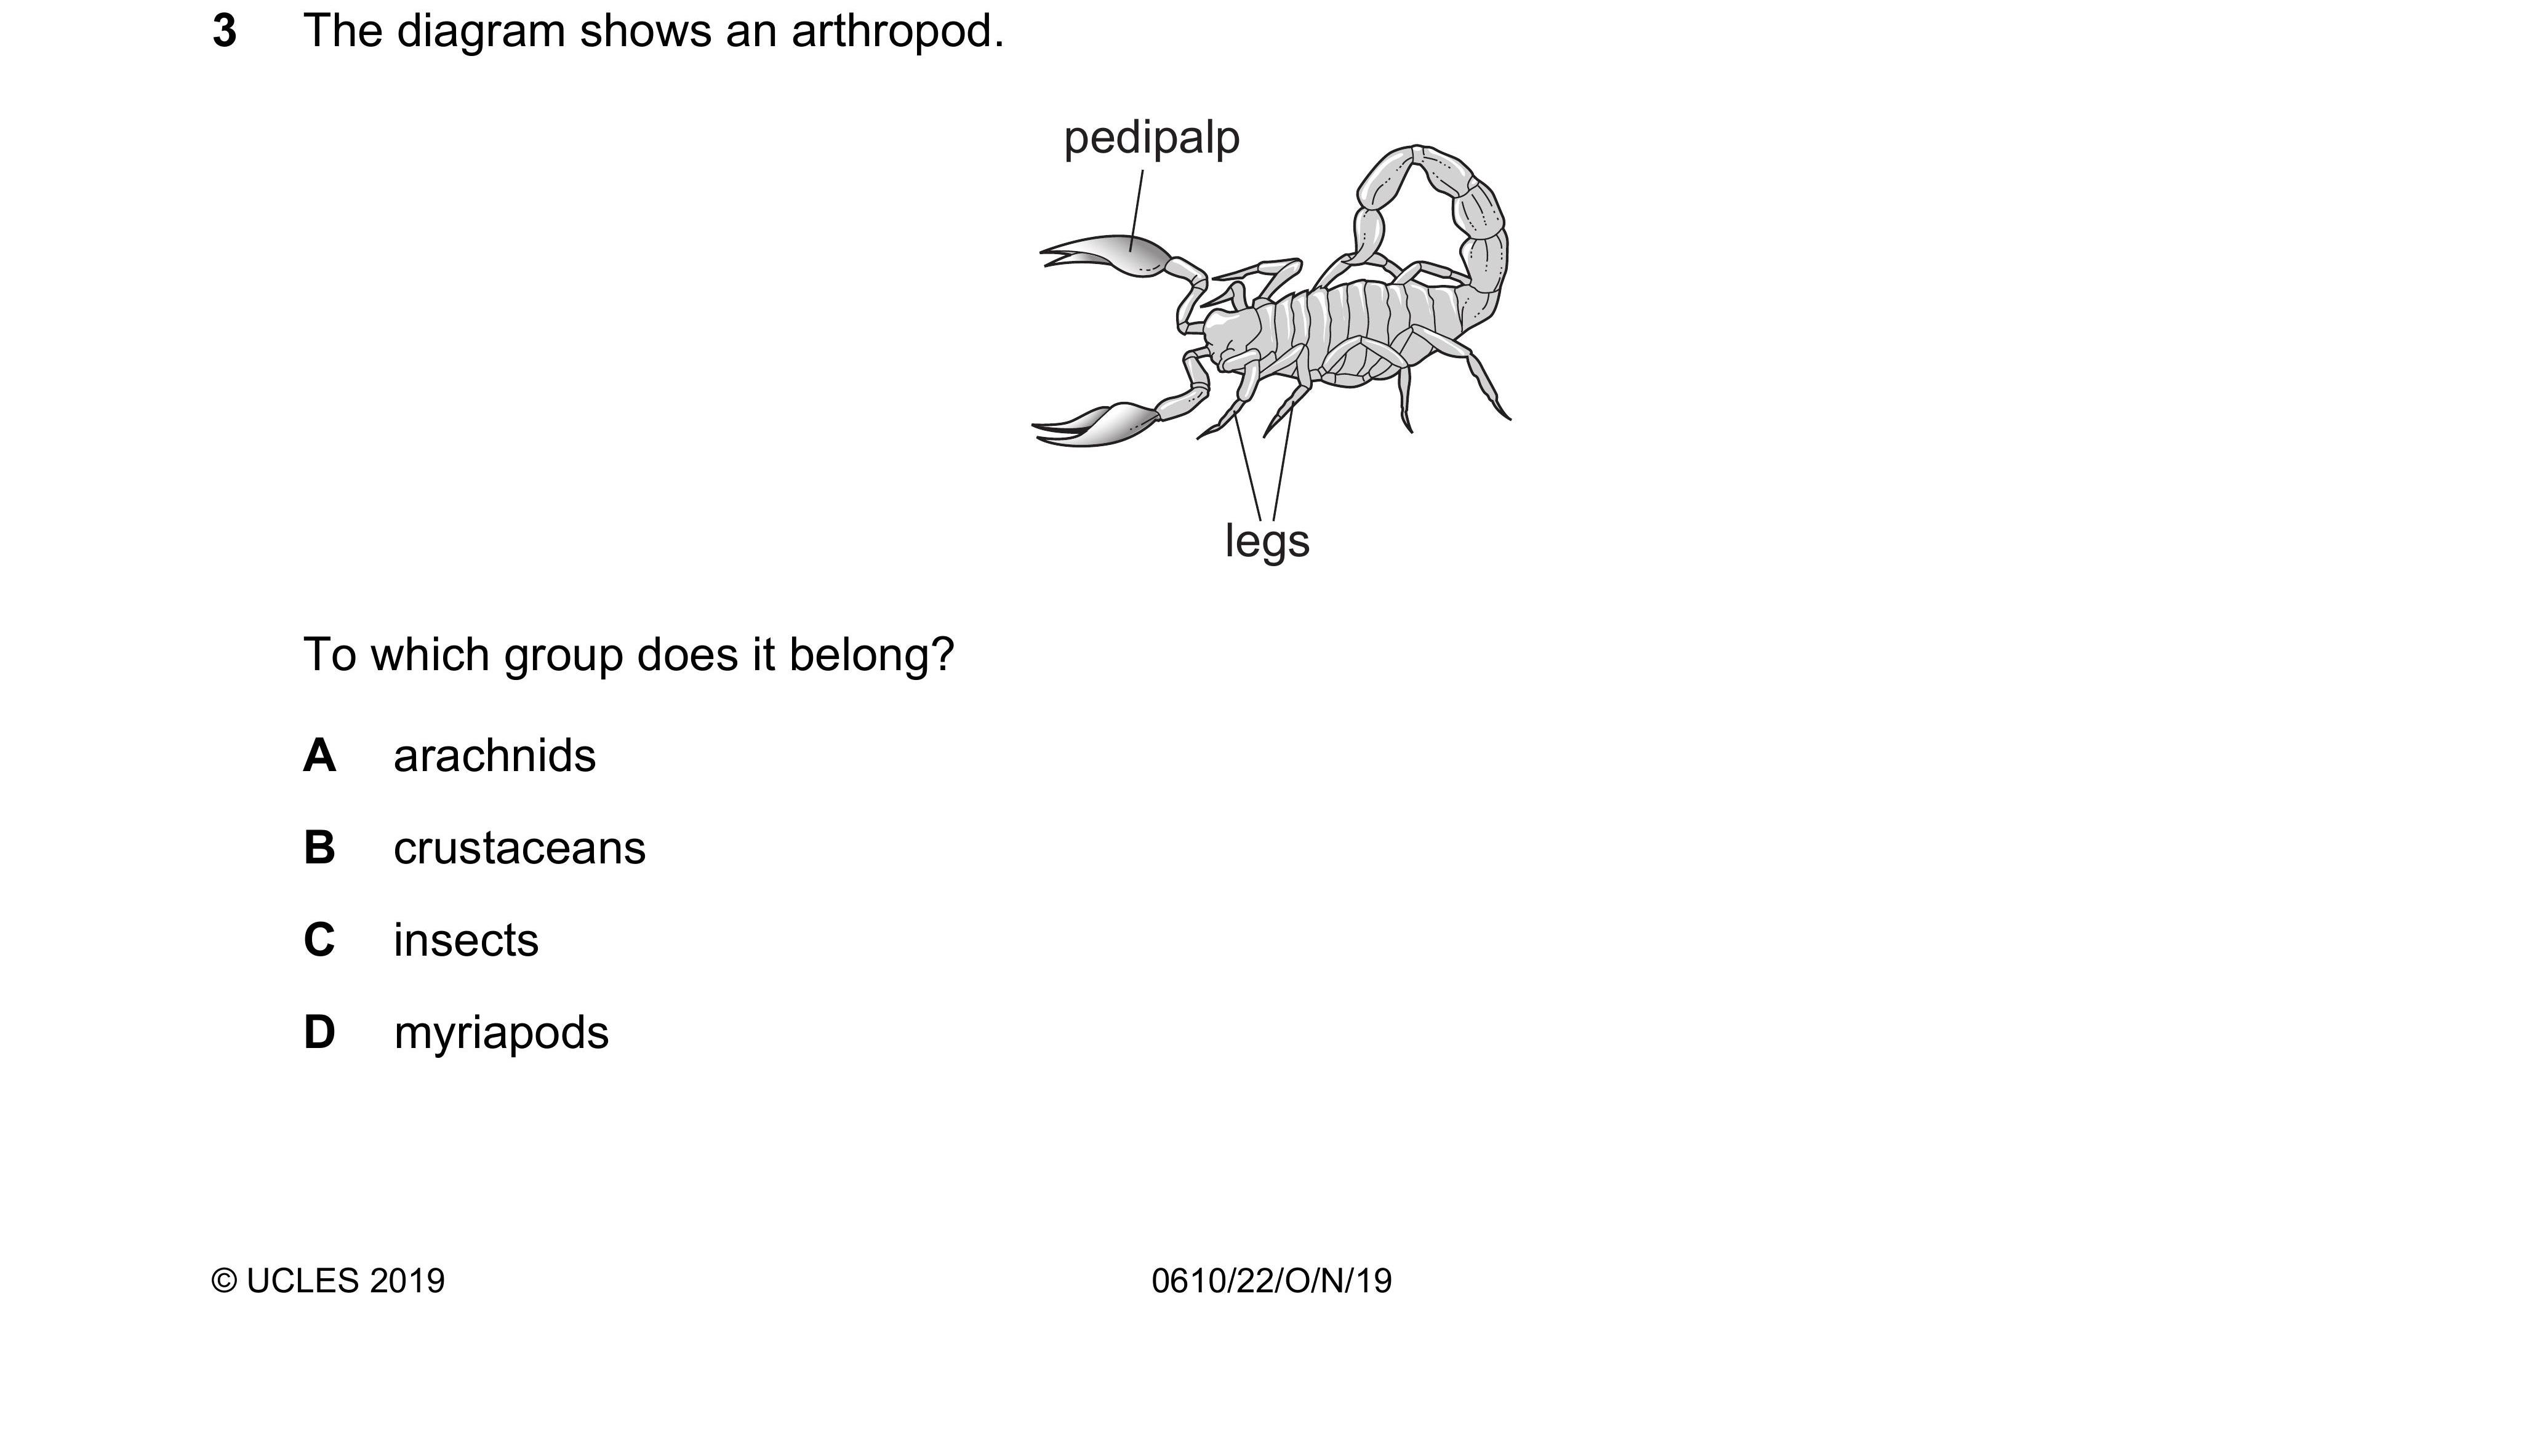 3 The diagram shows an arthropod.
pedipalp
legs
To which group does it belong?
A arachnids
B crustaceans
C insects
D myriapods
© UCLES 2019 0610/22/O/N/19